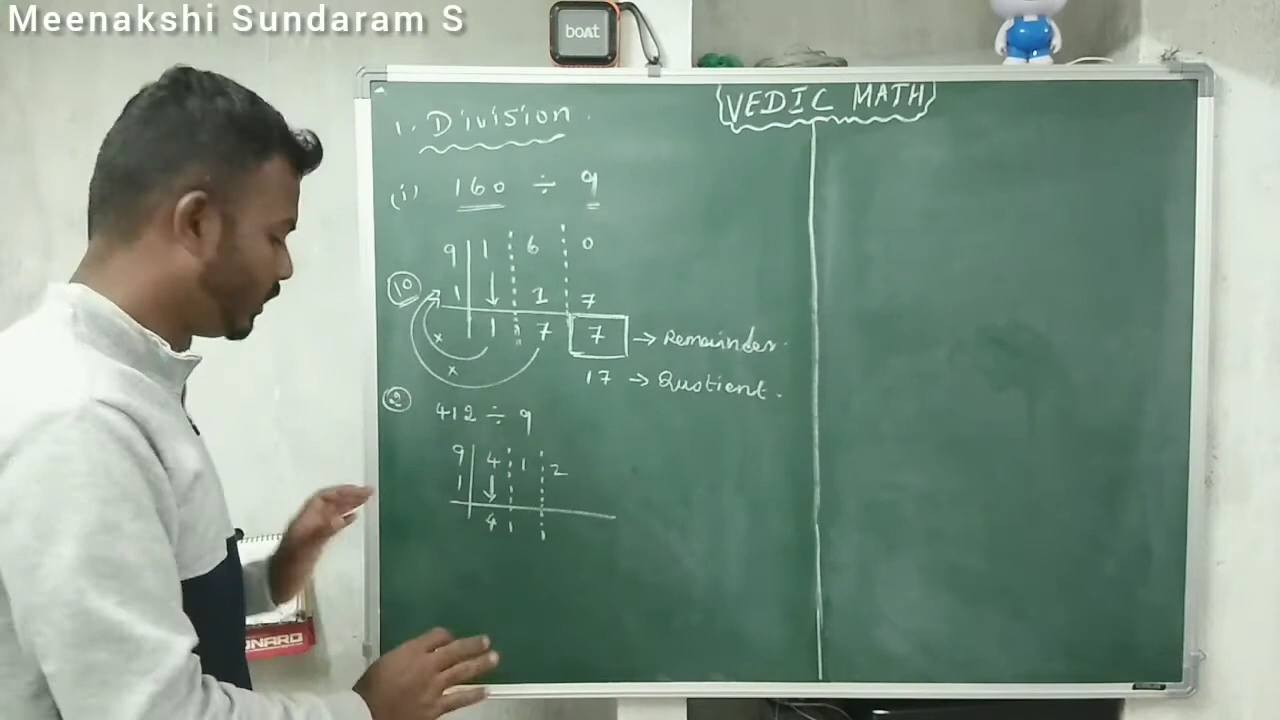 Meenakshi Sundaram S
boAt
VEDIC MATH
1. Division.
(i) 160 ÷ 9
9 1 6 0
10 1 1 7
1 7 7 → Remainder.
x
x
17 → Quotient.
2 412 ÷ 9
9 4 1 2
1
4
ONARO